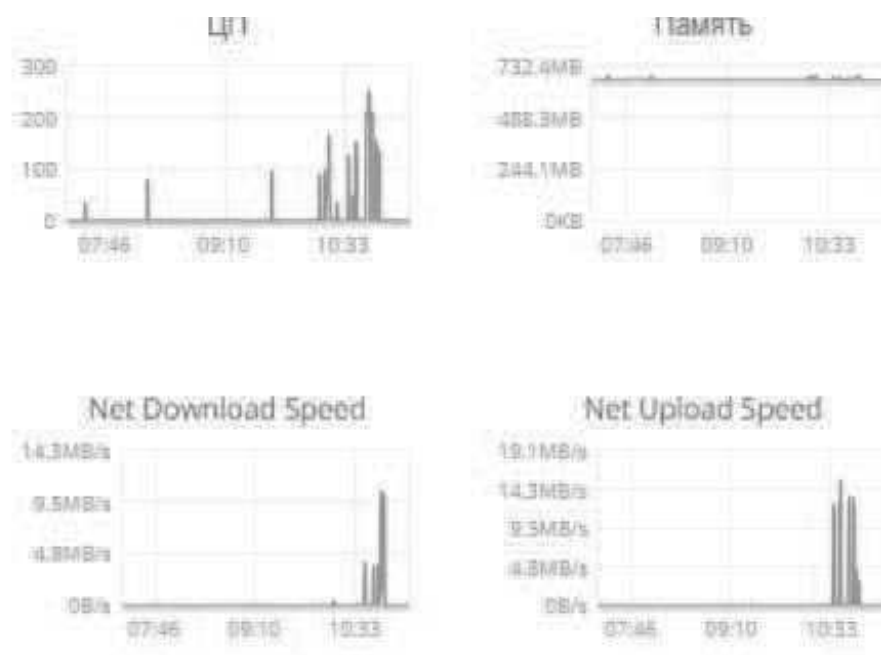 ЦП
Память
300
200
100
0
07:46 09:10 10:33
732.4MB
488.3MB
244.1MB
0KB
07:46 09:10 10:33
Net Download Speed
14.3MB/s
9.5MB/s
4.8MB/s
0B/s
07:46 09:10 10:33
Net Upload Speed
19.1MB/s
14.3MB/s
9.5MB/s
4.8MB/s
0B/s
07:46 09:10 10:33